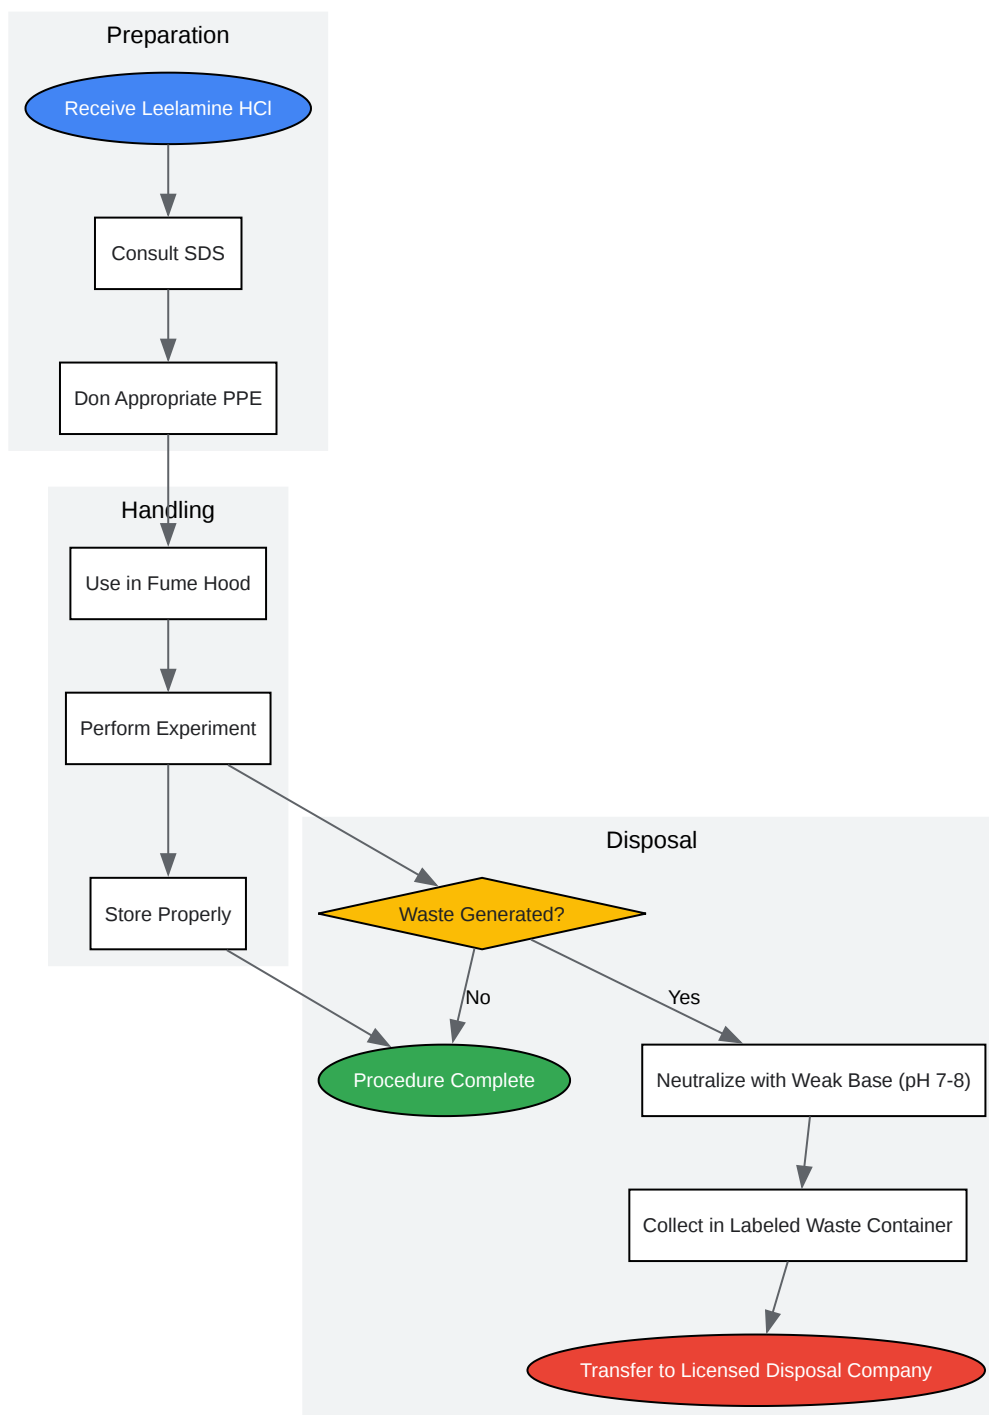 Preparation
Receive Leelamine HCl
Consult SDS
Don Appropriate PPE
Handling
Use in Fume Hood
Perform Experiment
Store Properly
Disposal
Waste Generated?
No
Yes
Procedure Complete
Neutralize with Weak Base (pH 7-8)
Collect in Labeled Waste Container
Transfer to Licensed Disposal Company